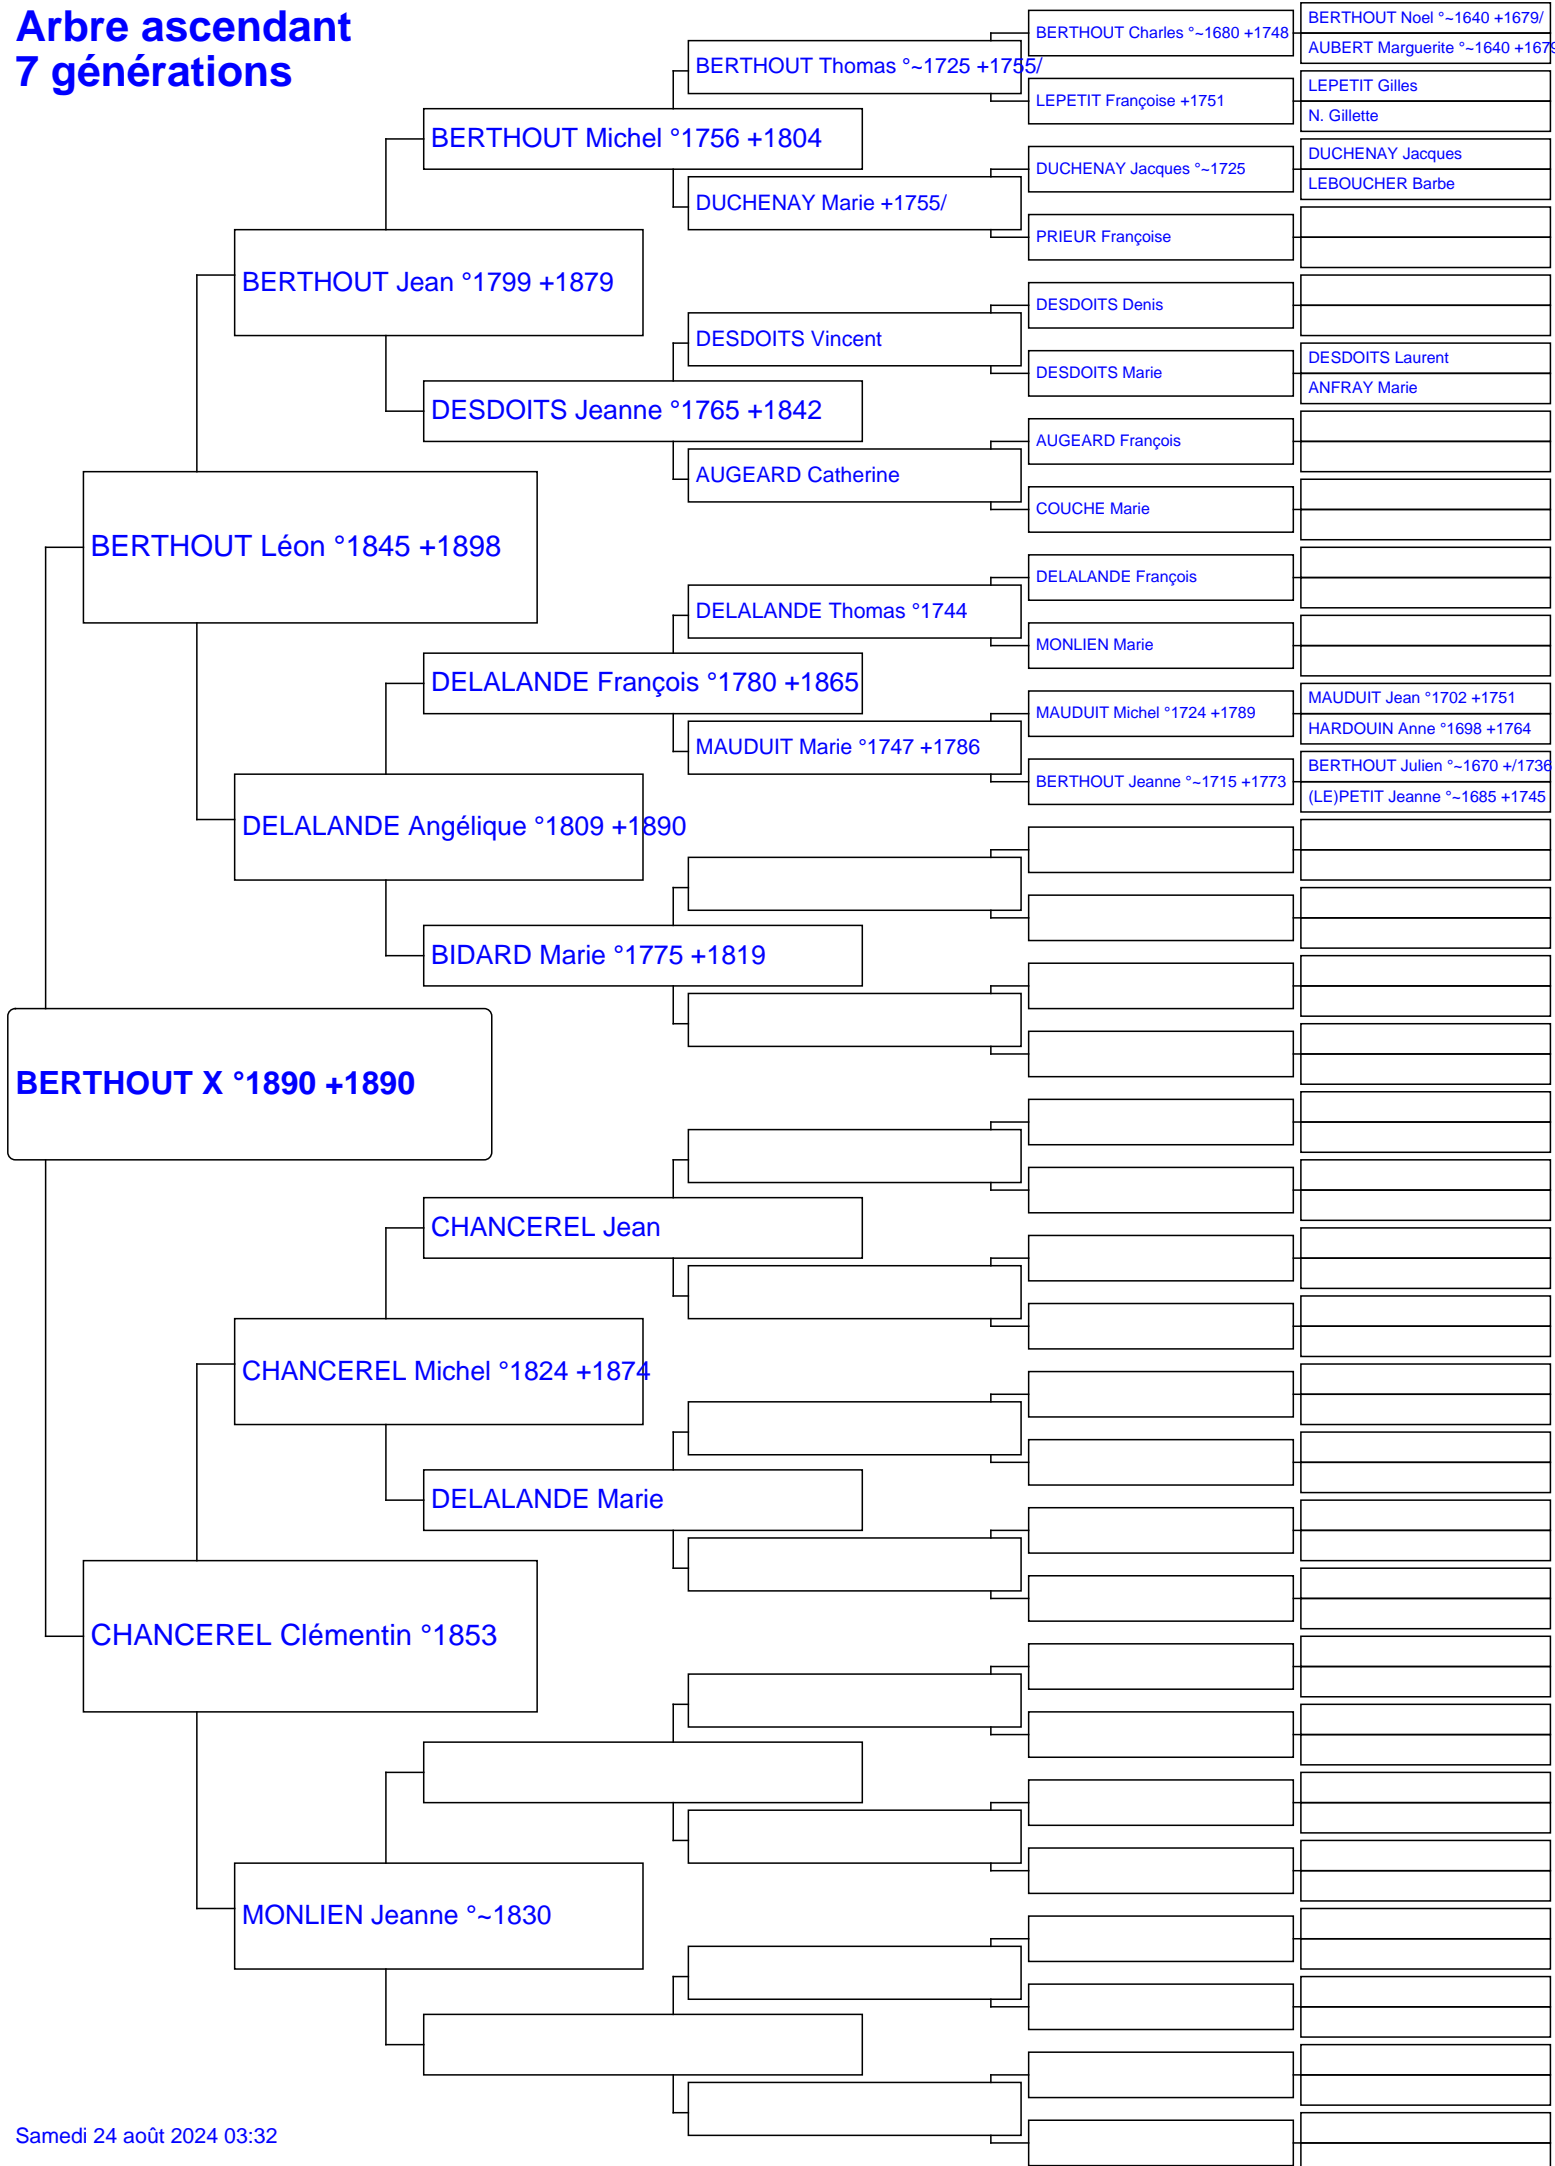 Arbre ascendant
7 générations
BERTHOUT X °1890 +1890
BERTHOUT Léon °1845 +1898
CHANCEREL Clémentin °1853
BERTHOUT Jean °1799 +1879
DELALANDE Angélique °1809 +1890
CHANCEREL Michel °1824 +1874
MONLIEN Jeanne °~1830
BERTHOUT Michel °1756 +1804
DESDOITS Jeanne °1765 +1842
DELALANDE François °1780 +1865
BIDARD Marie °1775 +1819
CHANCEREL Jean
DELALANDE Marie
BERTHOUT Thomas °~1725 +1755/
DUCHENAY Marie +1755/
DESDOITS Vincent
AUGEARD Catherine
DELALANDE Thomas °1744
MAUDUIT Marie °1747 +1786
BERTHOUT Charles °~1680 +1748
LEPETIT Françoise +1751
DUCHENAY Jacques °~1725
PRIEUR Françoise
DESDOITS Denis
DESDOITS Marie
AUGEARD François
COUCHE Marie
DELALANDE François
MONLIEN Marie
MAUDUIT Michel °1724 +1789
BERTHOUT Jeanne °~1715 +1773
BERTHOUT Noel °~1640 +1679/
AUBERT Marguerite °~1640 +1679
LEPETIT Gilles
N. Gillette
DUCHENAY Jacques
LEBOUCHER Barbe
DESDOITS Laurent
ANFRAY Marie
MAUDUIT Jean °1702 +1751
HARDOUIN Anne °1698 +1764
BERTHOUT Julien °~1670 +/1736
(LE)PETIT Jeanne °~1685 +1745
Samedi 24 août 2024 03:32